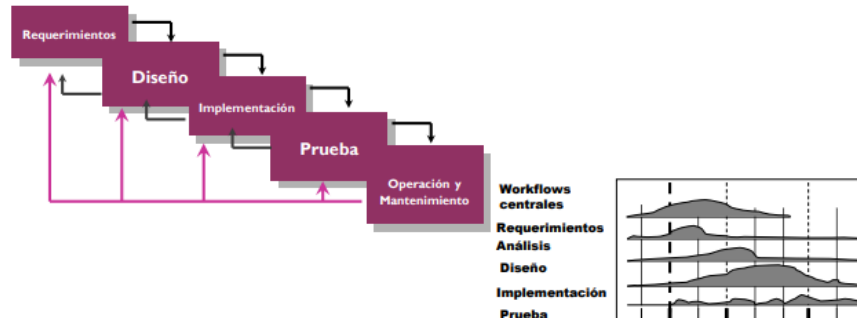 Requerimientos
Diseño
Implementación
Prueba
Operación y
Mantenimiento
Workflows
centrales
Requerimientos
Análisis
Diseño
Implementación
Prueba